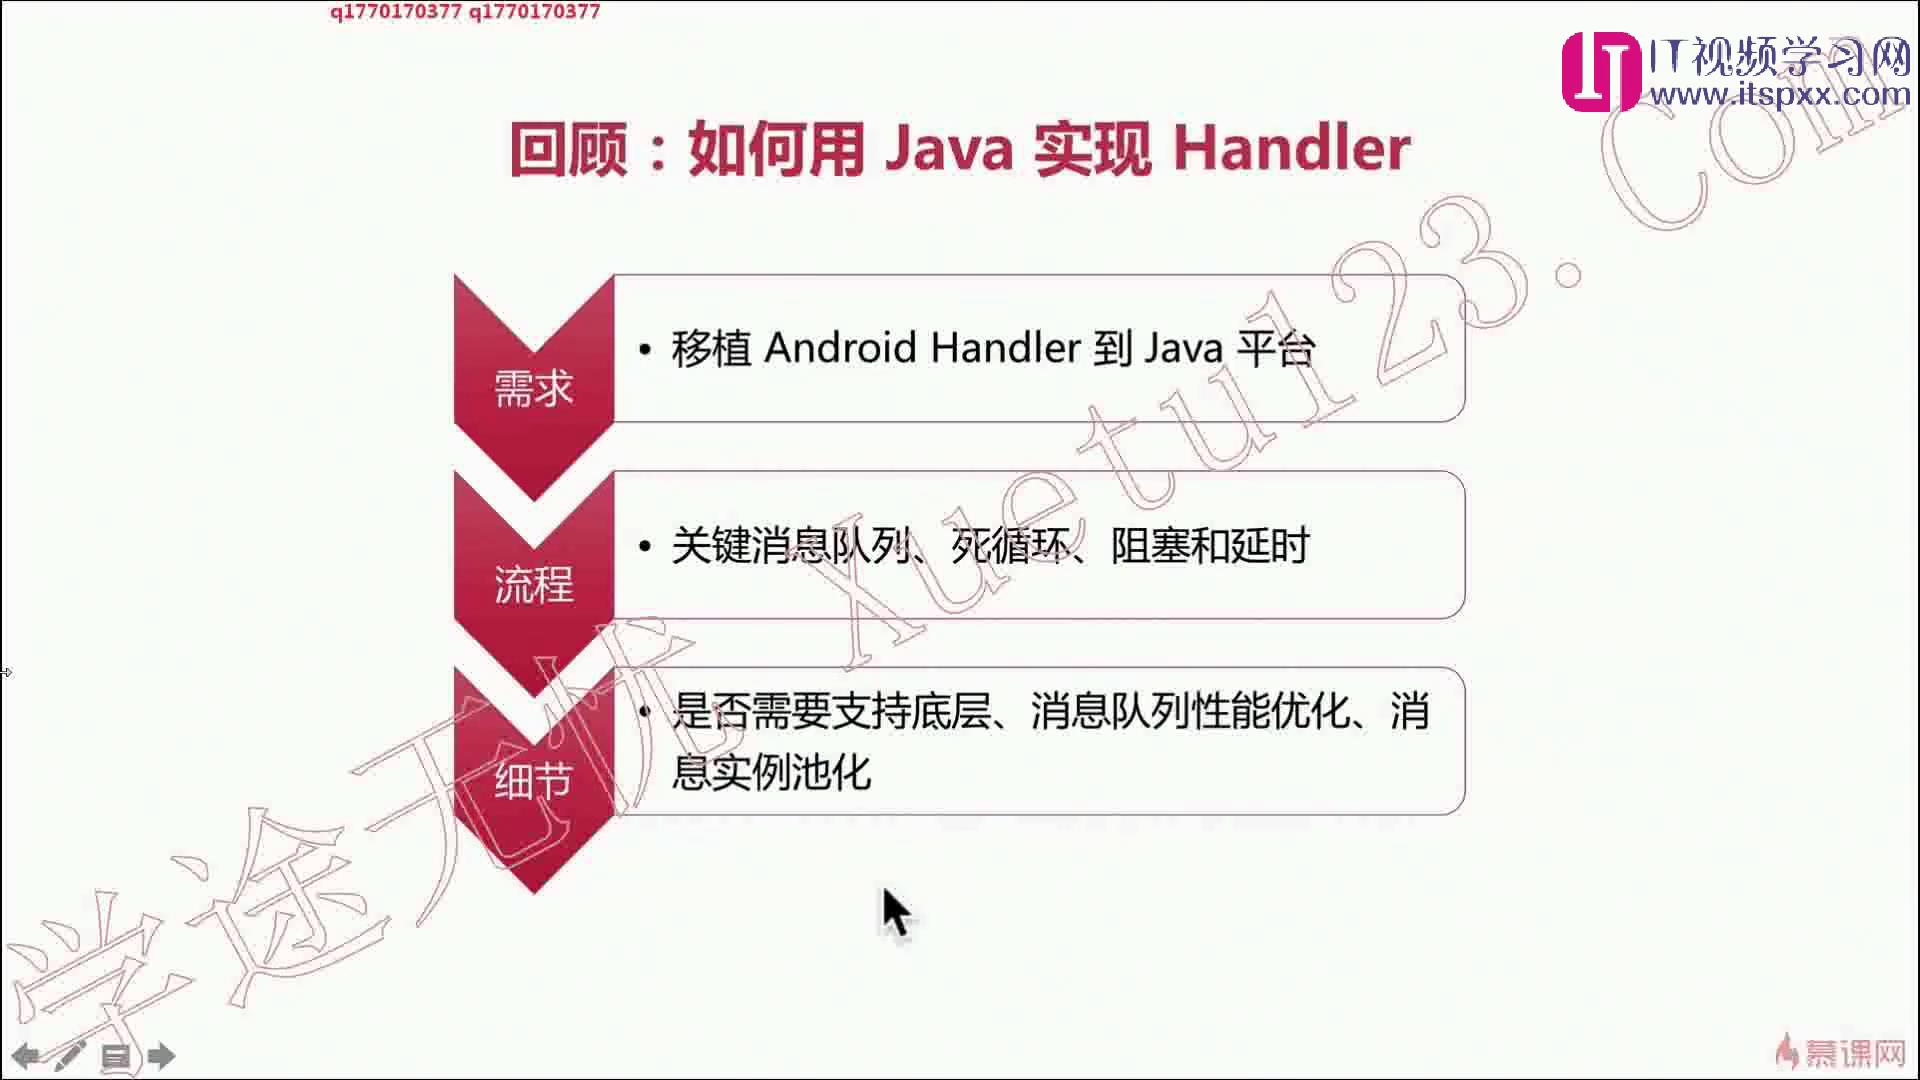 q1770170377 q1770170377
IT视频学习网
www.itspxx.com
回顾：如何用 Java 实现 Handler
需求
• 移植 Android Handler 到 Java 平台
流程
• 关键消息队列、死循环、阻塞和延时
细节
• 是否需要支持底层、消息队列性能优化、消
息实例池化
学途无忧 Xuetu123.Com
慕课网